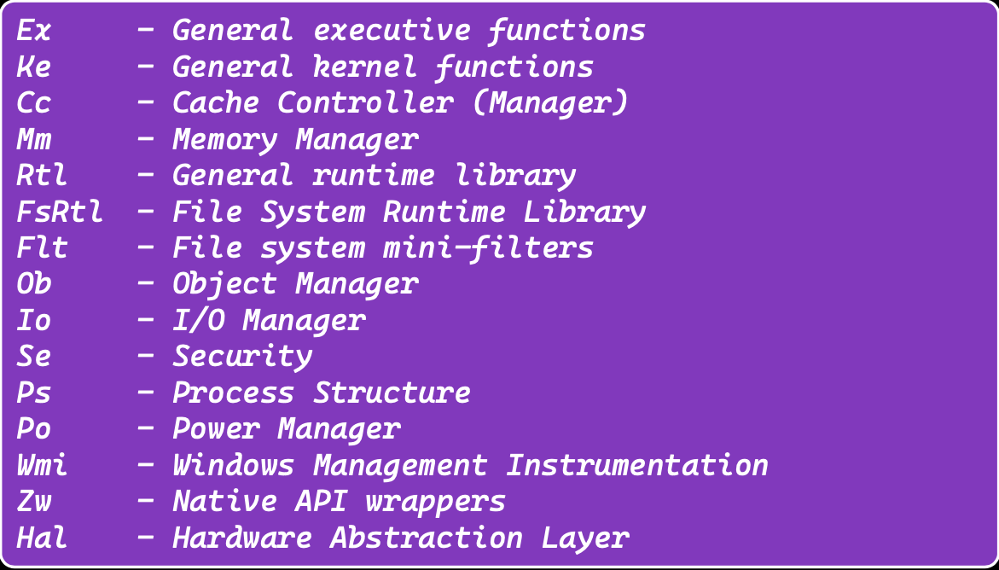 Ex     - General executive functions
Ke     - General kernel functions
Cc     - Cache Controller (Manager)
Mm     - Memory Manager
Rtl    - General runtime library
FsRtl  - File System Runtime Library
Flt    - File system mini-filters
Ob     - Object Manager
Io     - I/O Manager
Se     - Security
Ps     - Process Structure
Po     - Power Manager
Wmi    - Windows Management Instrumentation
Zw     - Native API wrappers
Hal    - Hardware Abstraction Layer